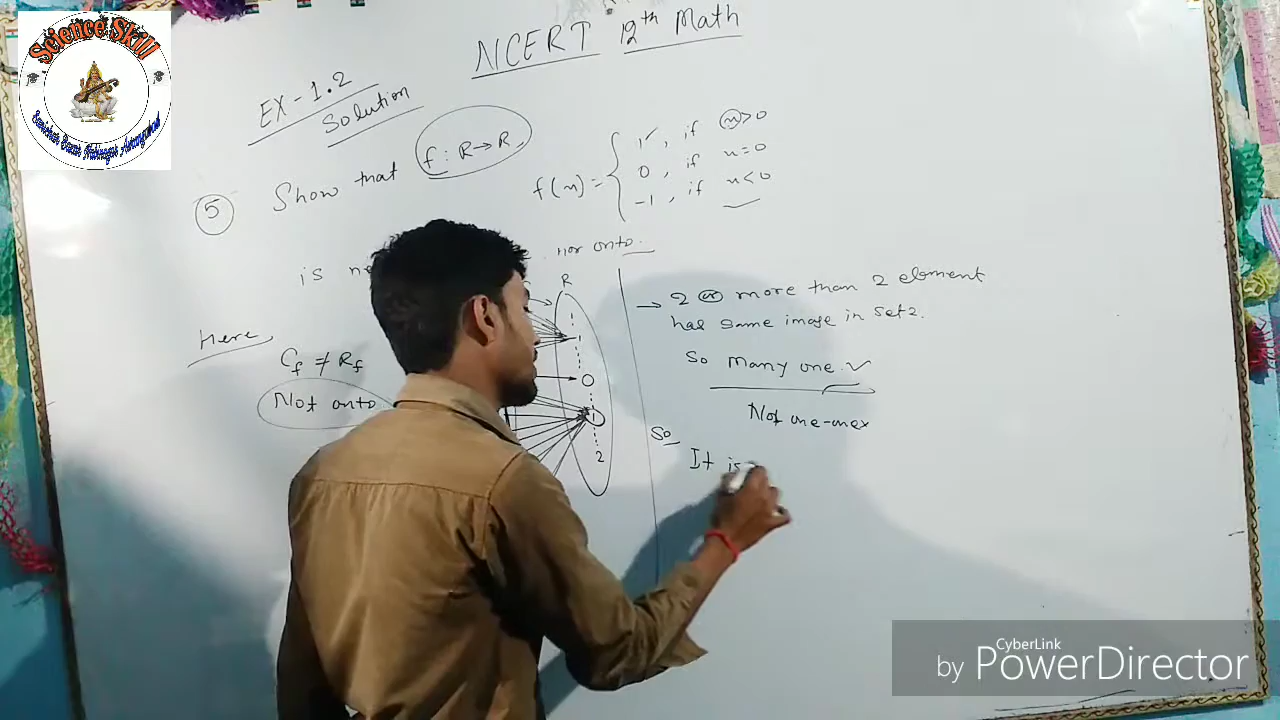 Science Skill
NCERT 12th Math
EX-1.2
Solution
5 Show that f: R→R
f(x) = { 1, if x>0
0, if x=0
-1, if x<0
is ne nor onto.
R
Here
Cf ≠ Rf
Not onto
1
0
2
→ 2 or more than 2 element
has same image in set 2.
So many one ✓
Not one-one x
So
It is
CyberLink
by PowerDirector